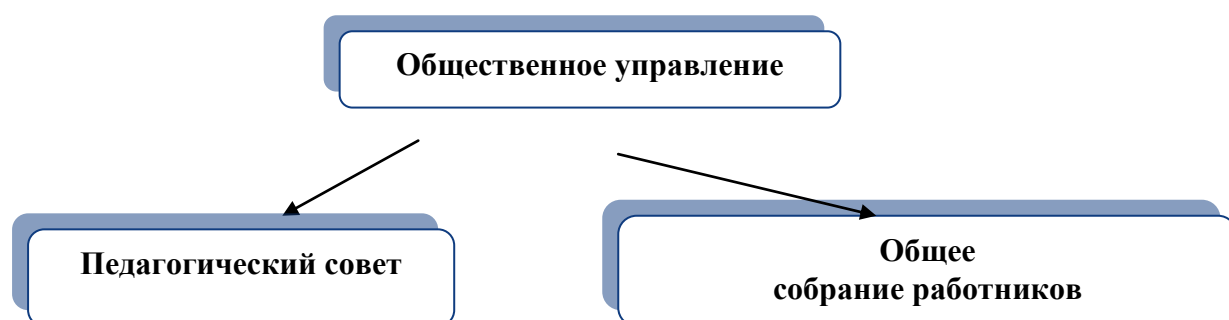 Общественное управление
Педагогический совет
Общее
собрание работников